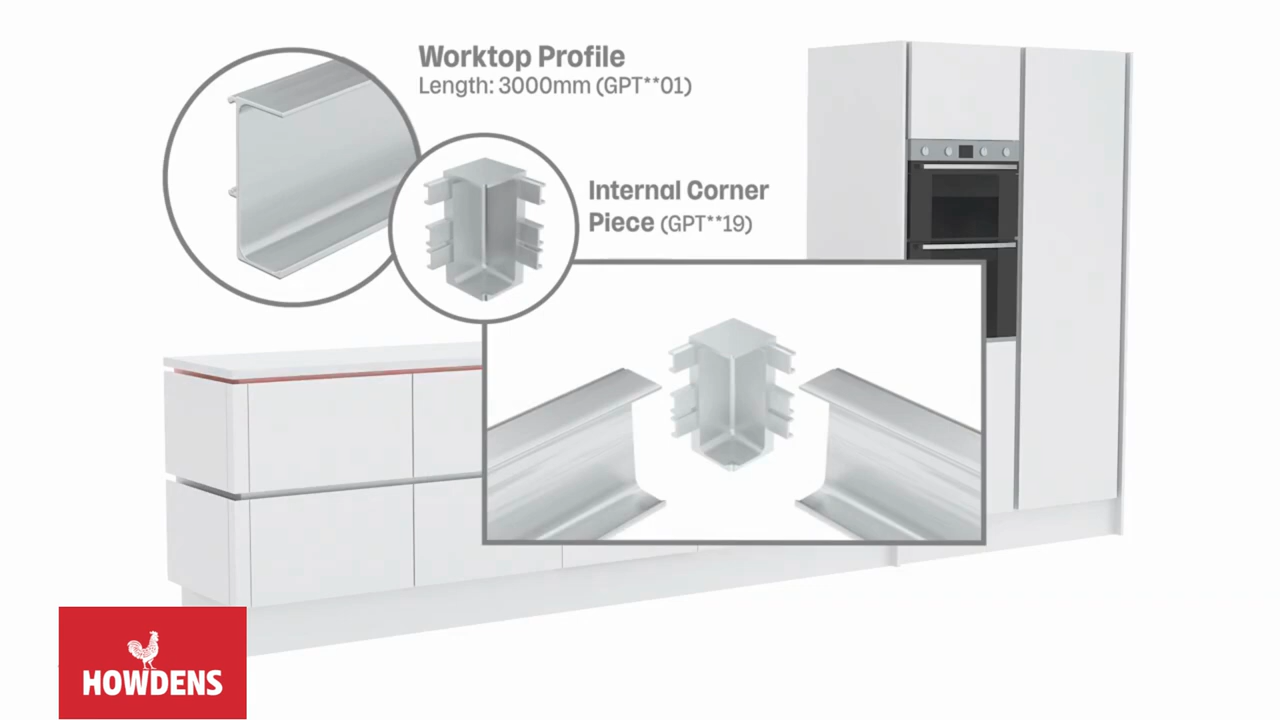 Worktop Profile
Length: 3000mm (GPT**01)
Internal Corner
Piece (GPT**19)
HOWDENS